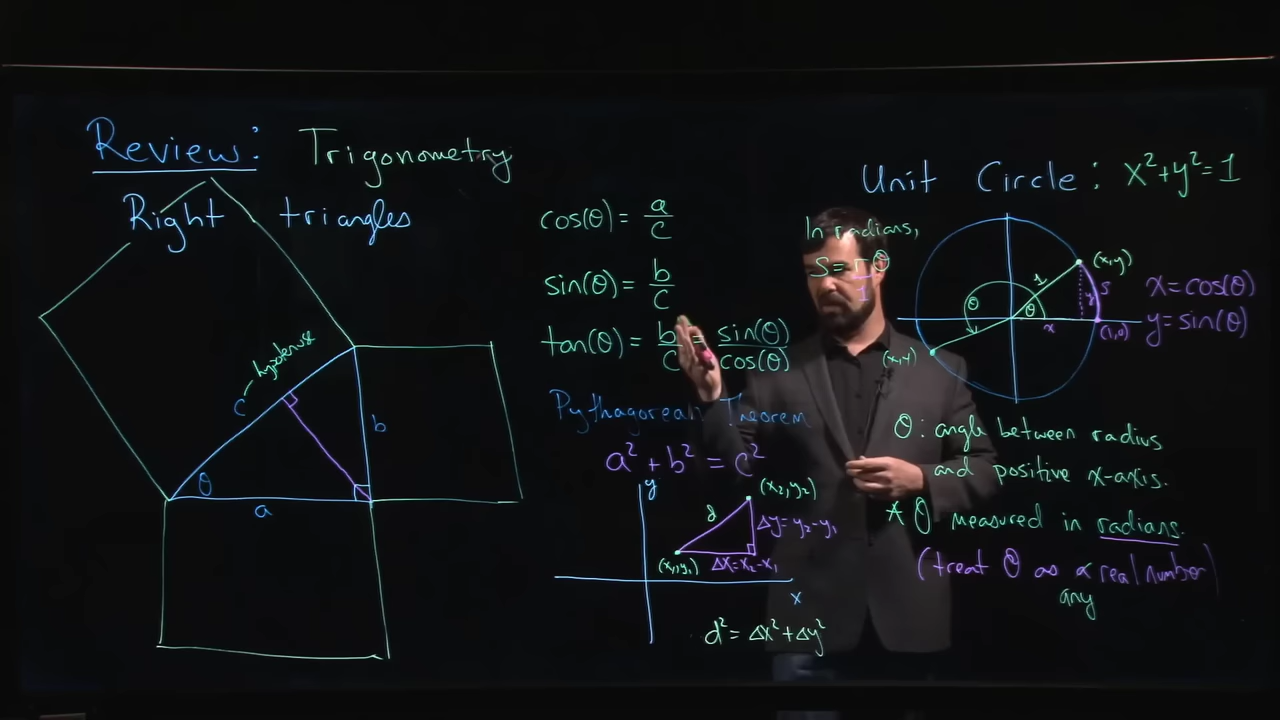 Review: Trigonometry
Right triangles
c
hypotenuse
b
θ
a
cos(θ) = a/c
sin(θ) = b/c
tan(θ) = b/c = sin(θ)/cos(θ)
Pythagorean Theorem
a² + b² = c²
y
(x₂, y₂)
d
Δy = y₂ - y₁
(x₁, y₁)
Δx = x₂ - x₁
x
d² = Δx² + Δy²
Unit Circle: x² + y² = 1
In radians,
s = rθ
1
(x, y)
1
s
θ
θ
y
x
(1,0)
(x, y)
x = cos(θ)
y = sin(θ)
θ: angle between radius
and positive x-axis.
* θ measured in radians.
(treat θ as a real number)
any